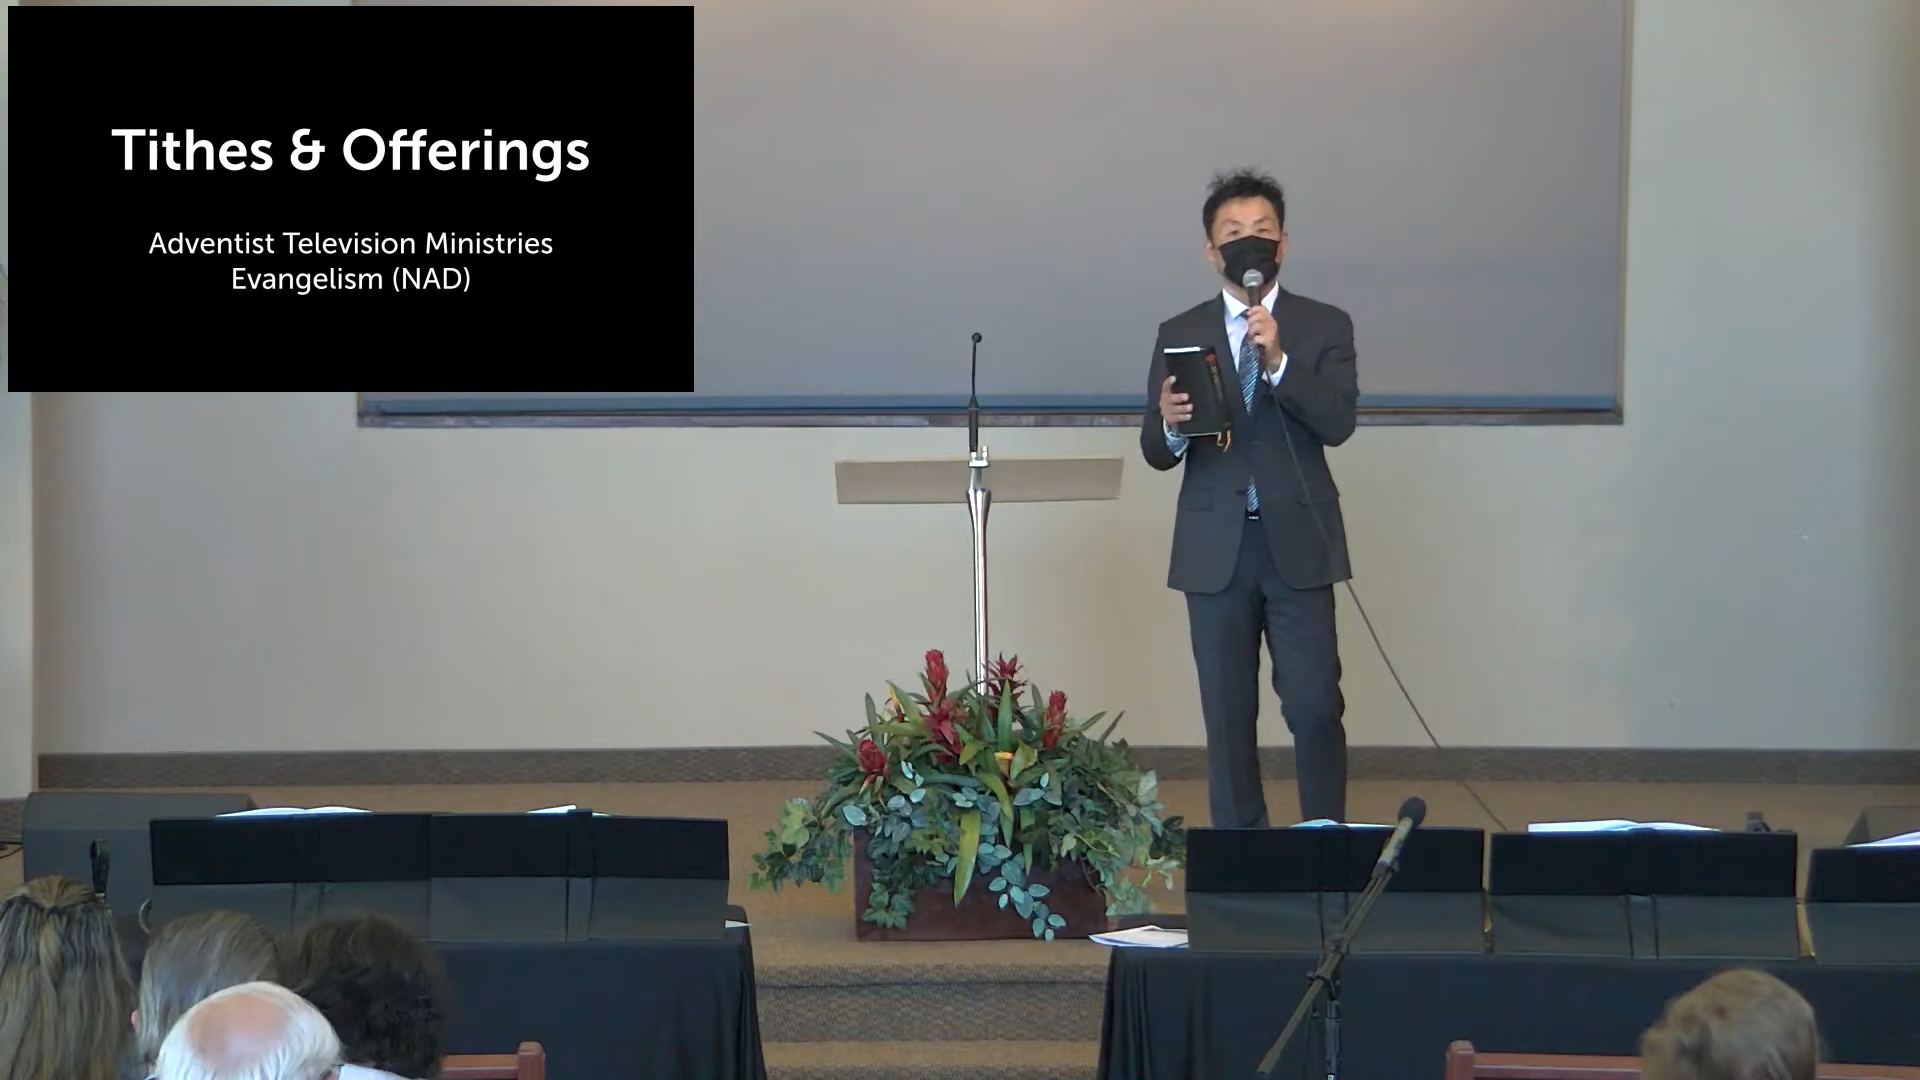 Tithes & Offerings
Adventist Television Ministries
Evangelism (NAD)